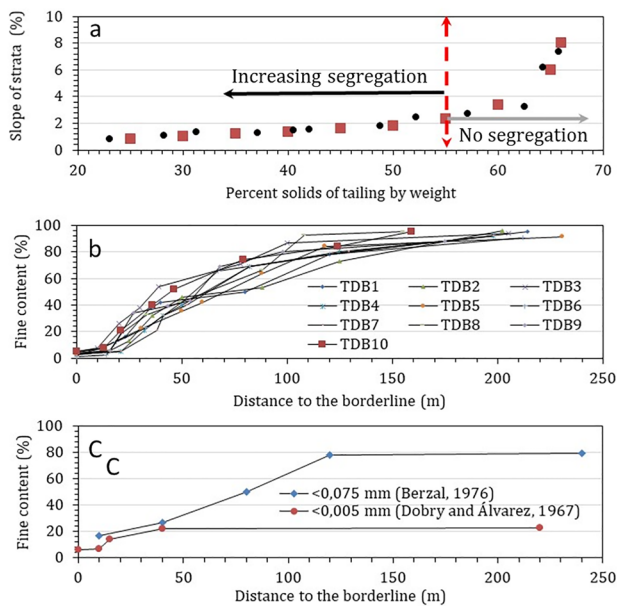 a
10
8
6
4
2
0
Slope of strata (%)
Increasing segregation
No segregation
20 30 40 50 60 70
Percent solids of tailing by weight
b
100
80
60
40
20
0
Fine content (%)
TDB1 TDB2 TDB3
TDB4 TDB5 TDB6
TDB7 TDB8 TDB9
TDB10
0 50 100 150 200 250
Distance to the borderline (m)
C
C
100
80
60
40
20
0
Fine content (%)
<0,075 mm (Berzal, 1976)
<0,005 mm (Dobry and Álvarez, 1967)
0 50 100 150 200 250
Distance to the borderline (m)